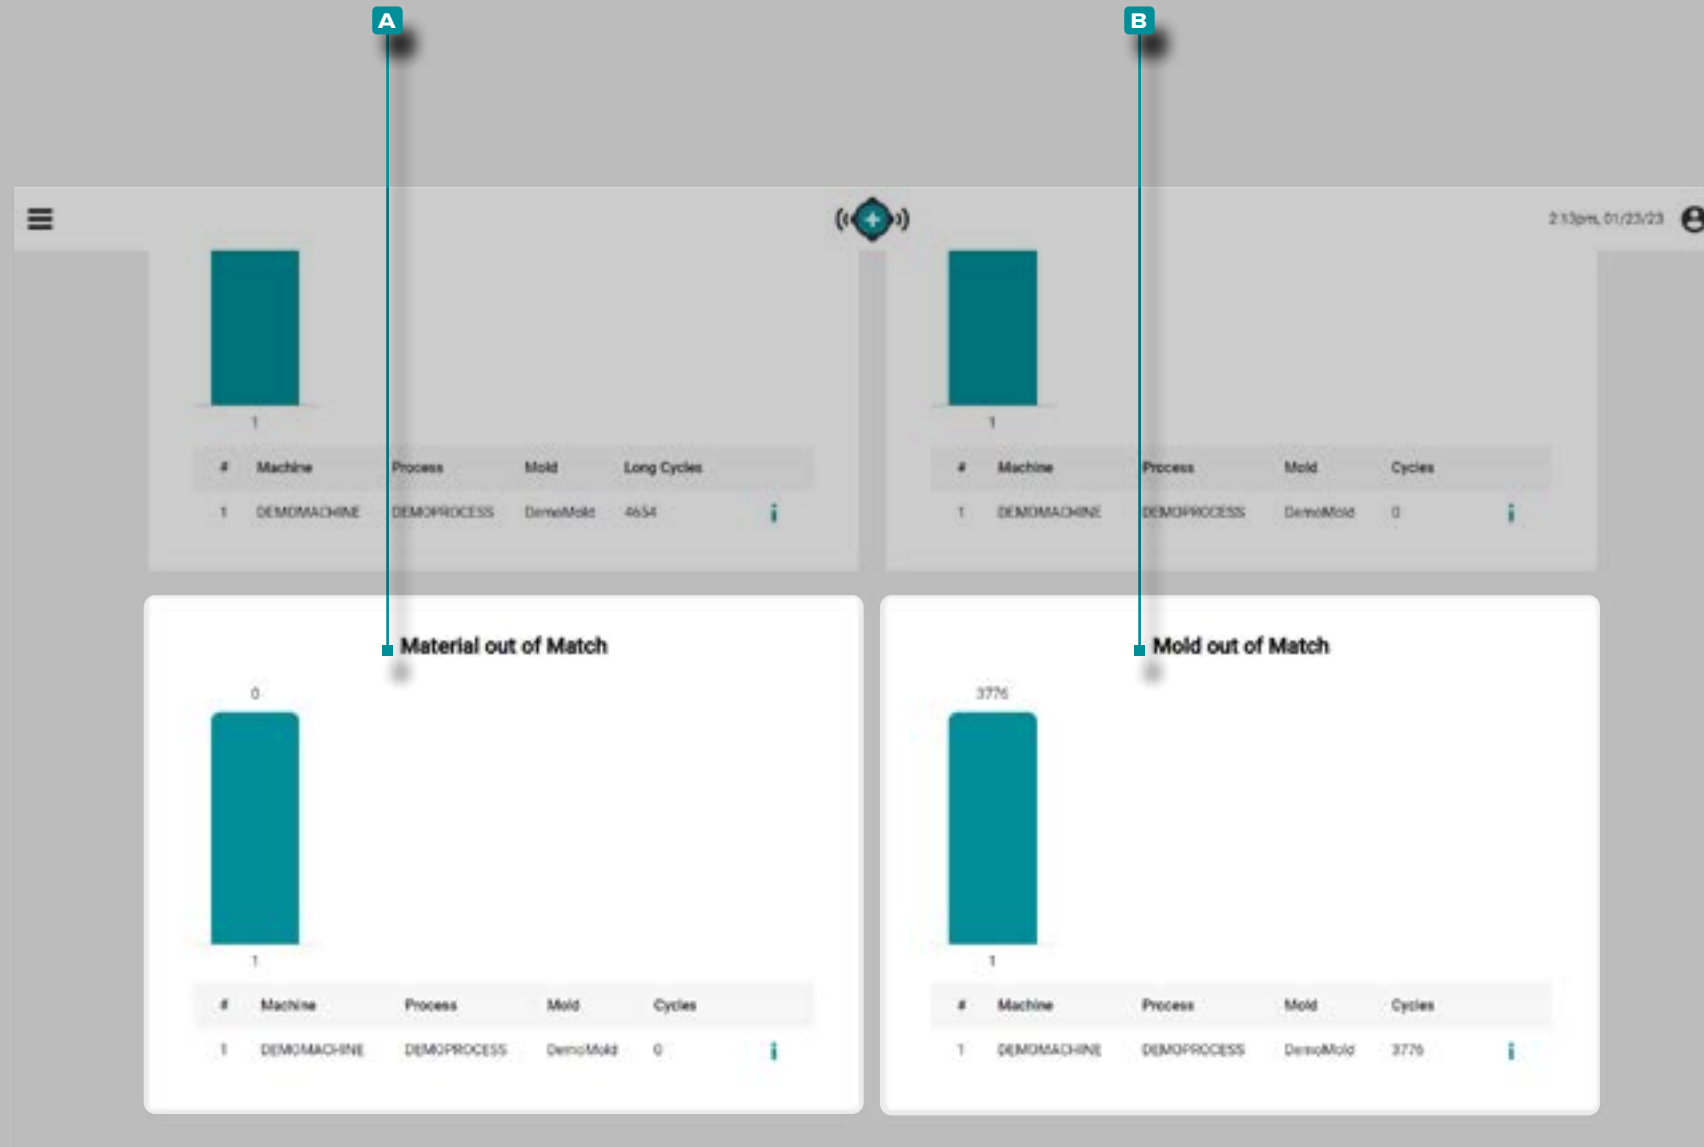 A B
2:13pm, 01/23/23
1
# Machine Process Mold Long Cycles
1 DEMOMACHINE DEMOPROCESS DemoMold 4654
1
# Machine Process Mold Cycles
1 DEMOMACHINE DEMOPROCESS DemoMold 0
Material out of Match
0
1
# Machine Process Mold Cycles
1 DEMOMACHINE DEMOPROCESS DemoMold 0
Mold out of Match
3776
1
# Machine Process Mold Cycles
1 DEMOMACHINE DEMOPROCESS DemoMold 3776